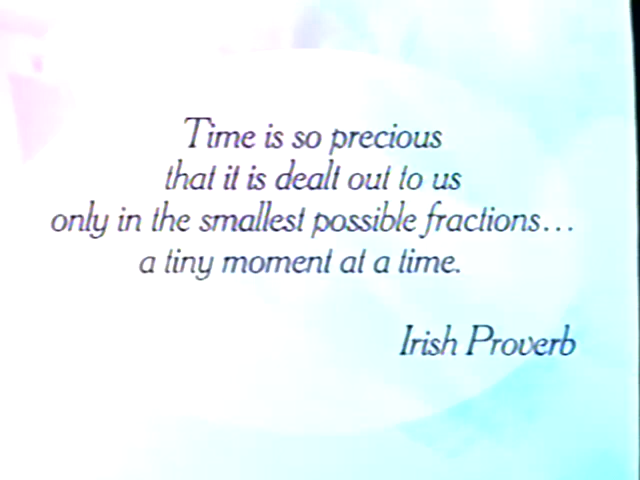 Time is so precious
that it is dealt out to us
only in the smallest possible fractions...
a tiny moment at a time.
Irish Proverb